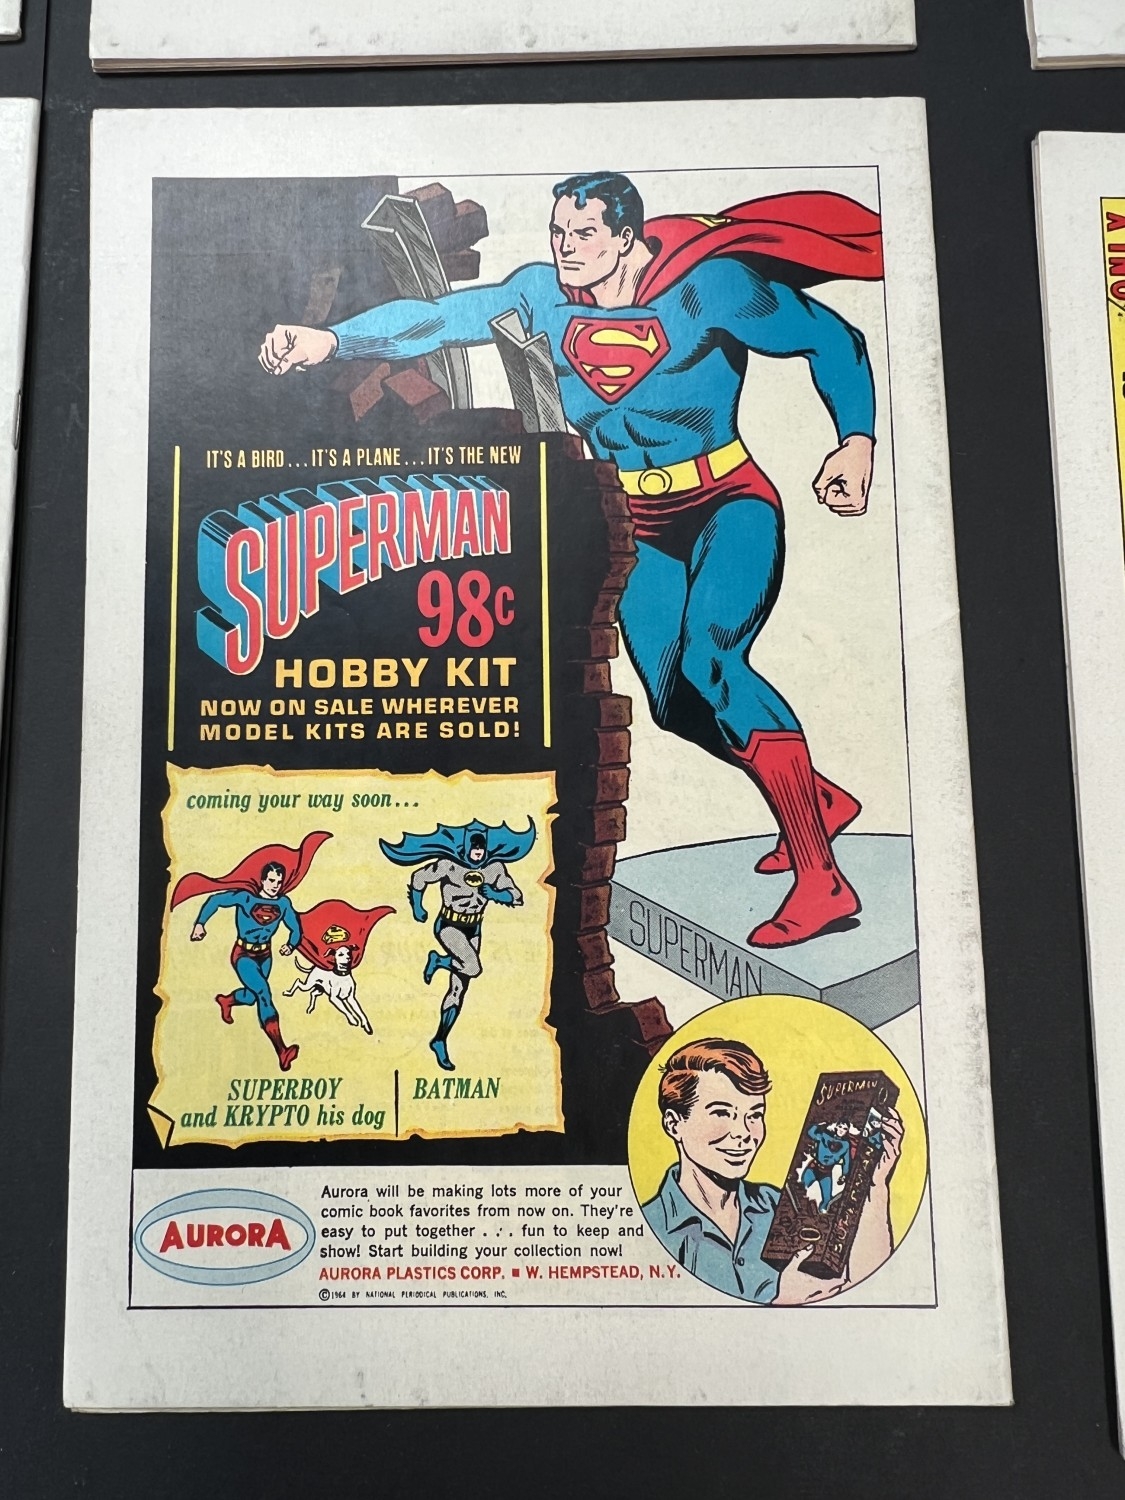 IT'S A BIRD...IT'S A PLANE...IT'S THE NEW
SUPERMAN
98c
HOBBY KIT
NOW ON SALE WHEREVER
MODEL KITS ARE SOLD!
coming your way soon...
SUPERBOY
and KRYPTO his dog
BATMAN
SUPERMAN
SUPERMAN
AURORA
Aurora will be making lots more of your
comic book favorites from now on. They're
easy to put together . . . fun to keep and
show! Start building your collection now!
AURORA PLASTICS CORP. ■ W. HEMPSTEAD, N.Y.
©1964 BY NATIONAL PERIODICAL PUBLICATIONS, INC.
ONLY